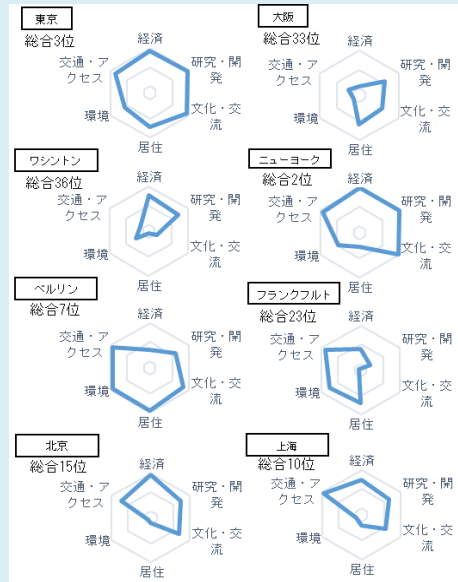 東京
総合3位
経済
交通・ア
クセス
研究・開
発
環境
文化・交
流
居住
大阪
総合33位
経済
交通・ア
クセス
研究・開
発
環境
文化・交
流
居住
ワシントン
総合36位
経済
交通・ア
クセス
研究・開
発
環境
文化・交
流
居住
ニューヨーク
総合2位
経済
交通・ア
クセス
研究・開
発
環境
文化・交
流
居住
ベルリン
総合7位
経済
交通・ア
クセス
研究・開
発
環境
文化・交
流
居住
フランクフルト
総合23位
経済
交通・ア
クセス
研究・開
発
環境
文化・交
流
居住
北京
総合15位
経済
交通・ア
クセス
研究・開
発
環境
文化・交
流
居住
上海
総合10位
経済
交通・ア
クセス
研究・開
発
環境
文化・交
流
居住